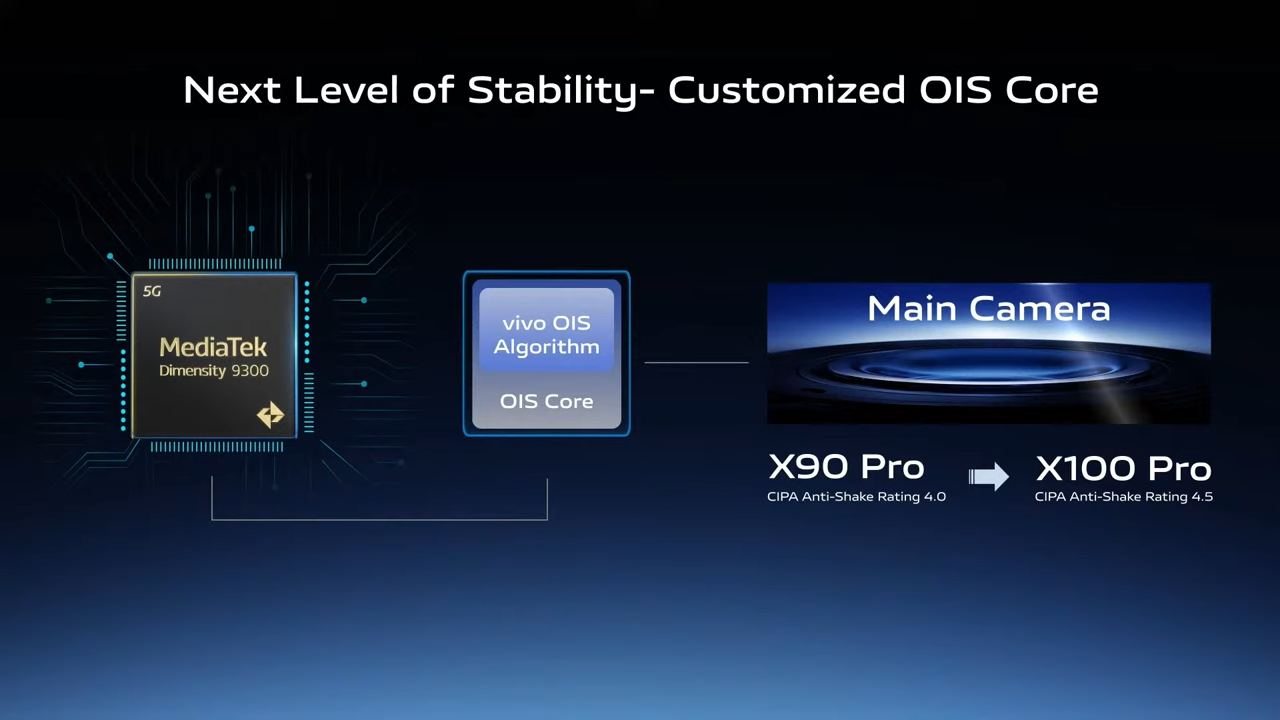 Next Level of Stability- Customized OIS Core
5G
MediaTek
Dimensity 9300
vivo OIS
Algorithm
OIS Core
Main Camera
X90 Pro
CIPA Anti-Shake Rating 4.0
X100 Pro
CIPA Anti-Shake Rating 4.5